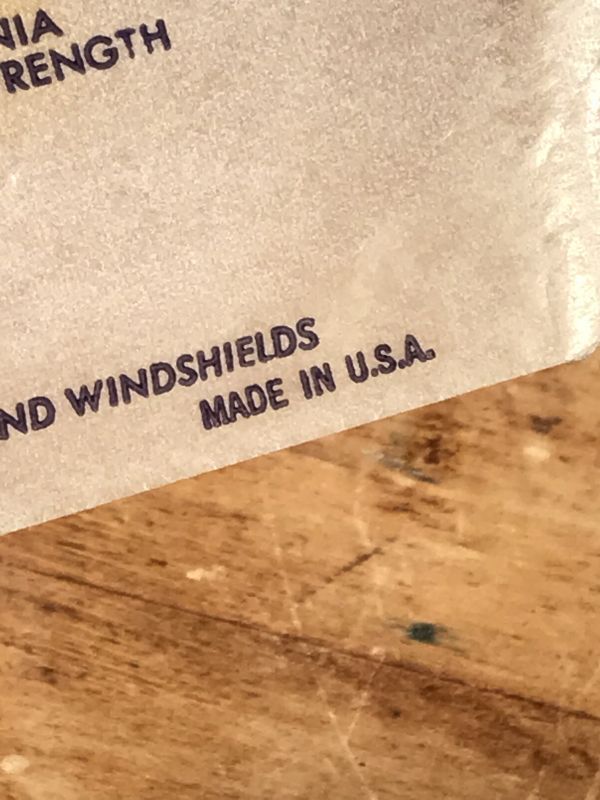 NIA
RENGTH
ND WINDSHIELDS
MADE IN U.S.A.